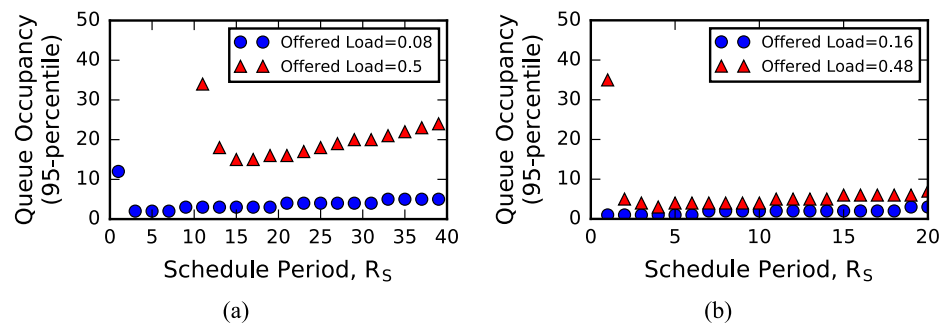 Queue Occupancy
(95-percentile)
50
40
30
20
10
0
Offered Load=0.08
Offered Load=0.5
0 5 10 15 20 25 30 35 40
Schedule Period, RS
(a)
Queue Occupancy
(95-percentile)
50
40
30
20
10
0
Offered Load=0.16
Offered Load=0.48
0 5 10 15 20
Schedule Period, RS
(b)